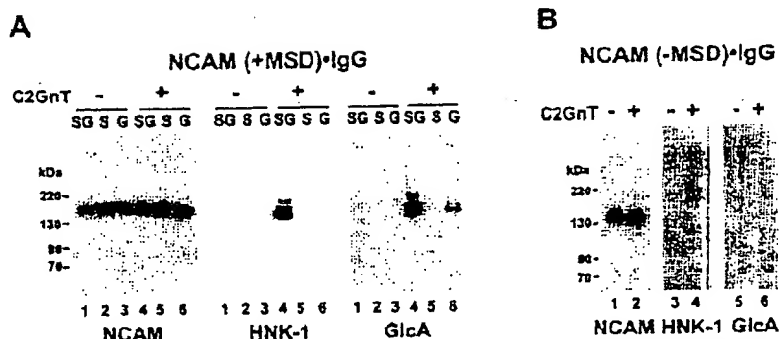 A
NCAM (+MSD)•IgG
C2GnT - + - + - +
SG S G SG S G SG S G SG S G SG S G SG S G
kDa
220-
130-
90-
70-
1 2 3 4 5 6 1 2 3 4 5 6 1 2 3 4 5 6
NCAM HNK-1 GlcA
B
NCAM (-MSD)•IgG
C2GnT - + - + - +
kDa
220-
130-
90-
70-
1 2 3 4 5 6
NCAM HNK-1 GlcA